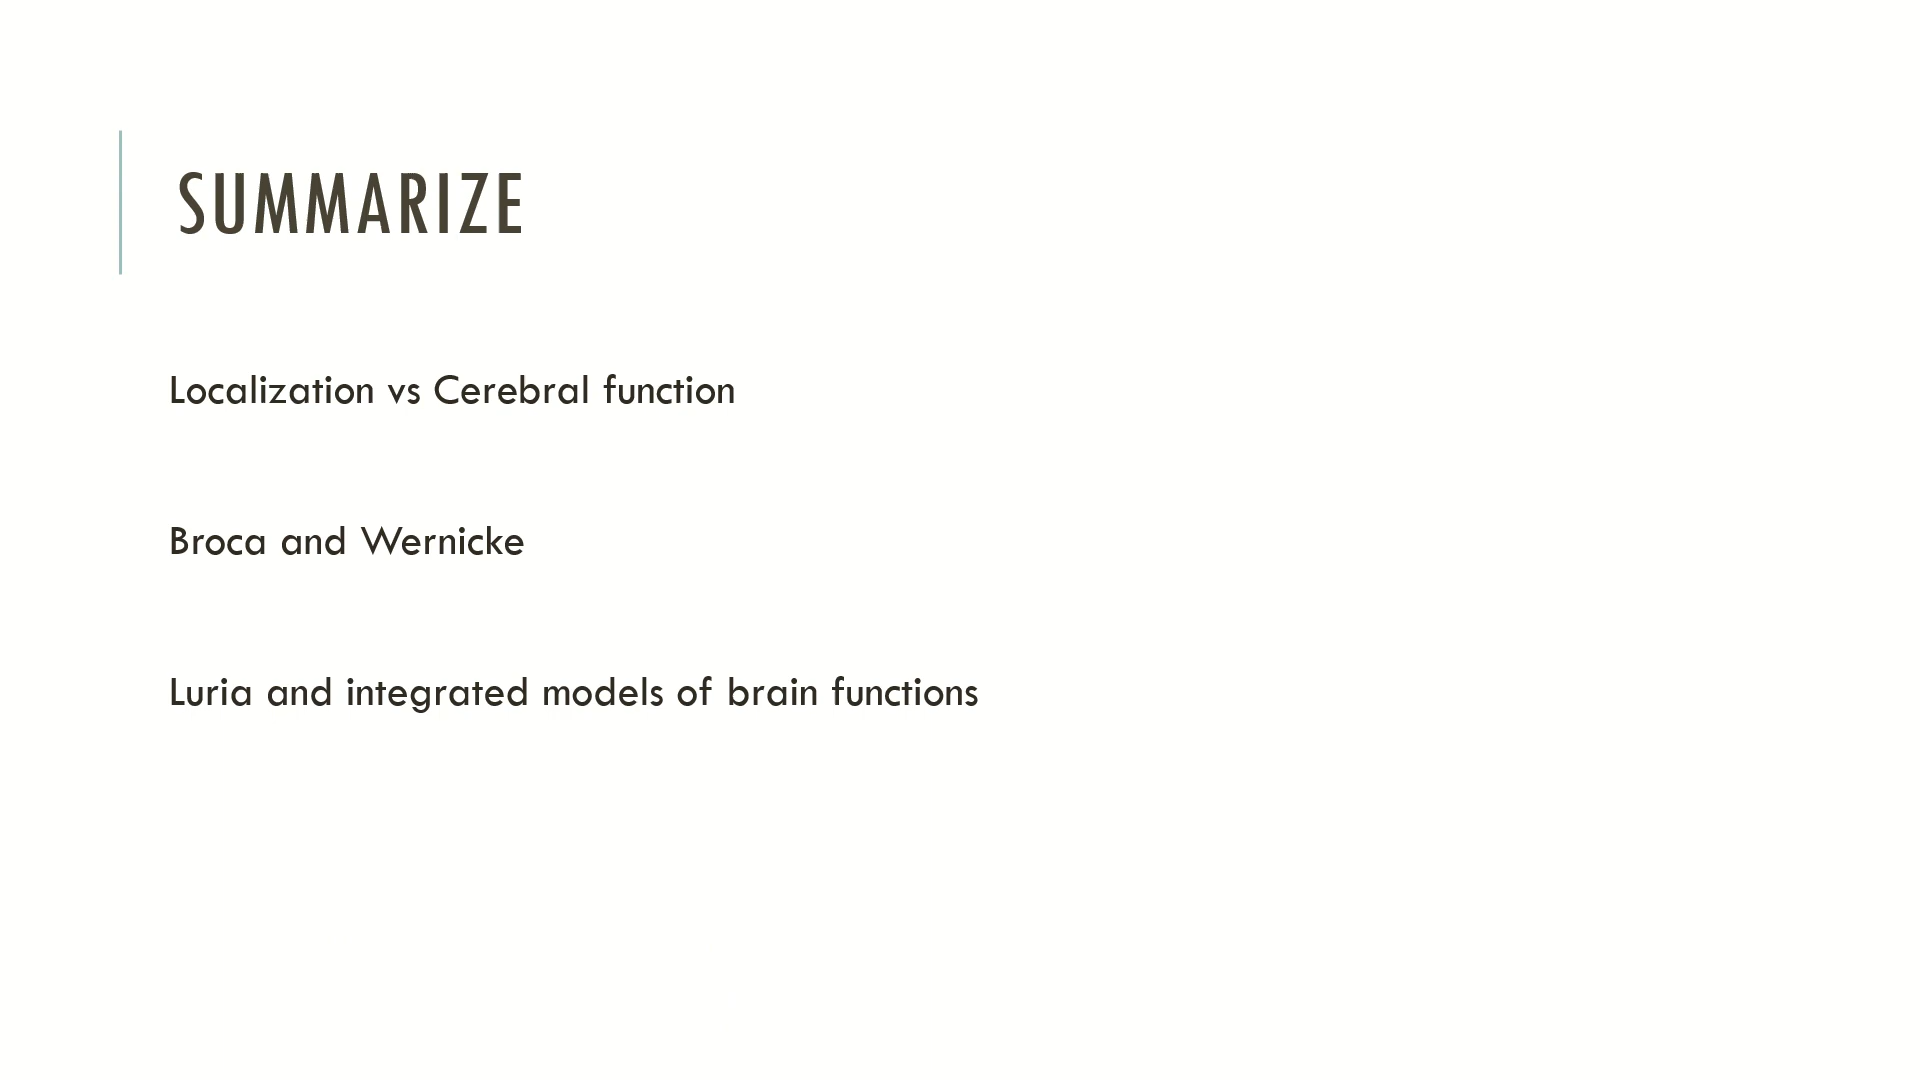 SUMMARIZE
Localization vs Cerebral function
Broca and Wernicke
Luria and integrated models of brain functions